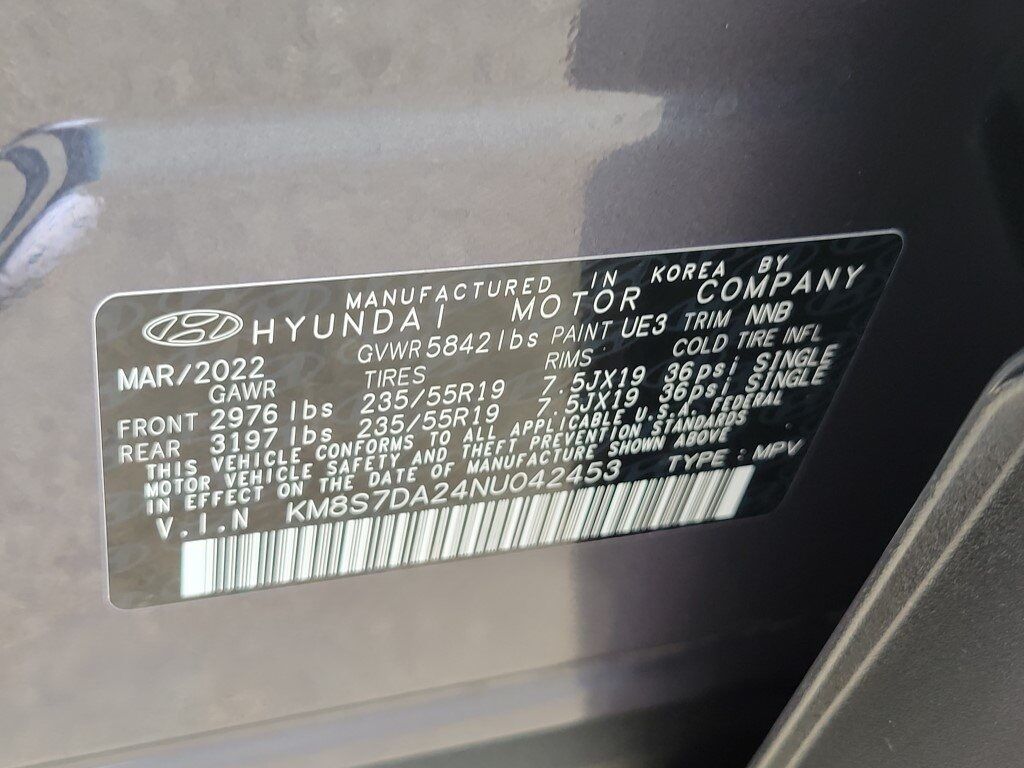 MANUFACTURED IN KOREA BY
HYUNDAI MOTOR COMPANY
MAR/2022 GVWR 5842 lbs PAINT UE3 TRIM NNB
GAWR TIRES RIMS COLD TIRE INFL
FRONT 2976 lbs 235/55R19 7.5JX19 36psi SINGLE
REAR 3197 lbs 235/55R19 7.5JX19 36psi SINGLE
THIS VEHICLE CONFORMS TO ALL APPLICABLE U.S.A. FEDERAL
MOTOR VEHICLE SAFETY AND THEFT PREVENTION STANDARDS
IN EFFECT ON THE DATE OF MANUFACTURE SHOWN ABOVE
V.I.N KM8S7DA24NU042453 TYPE : MPV